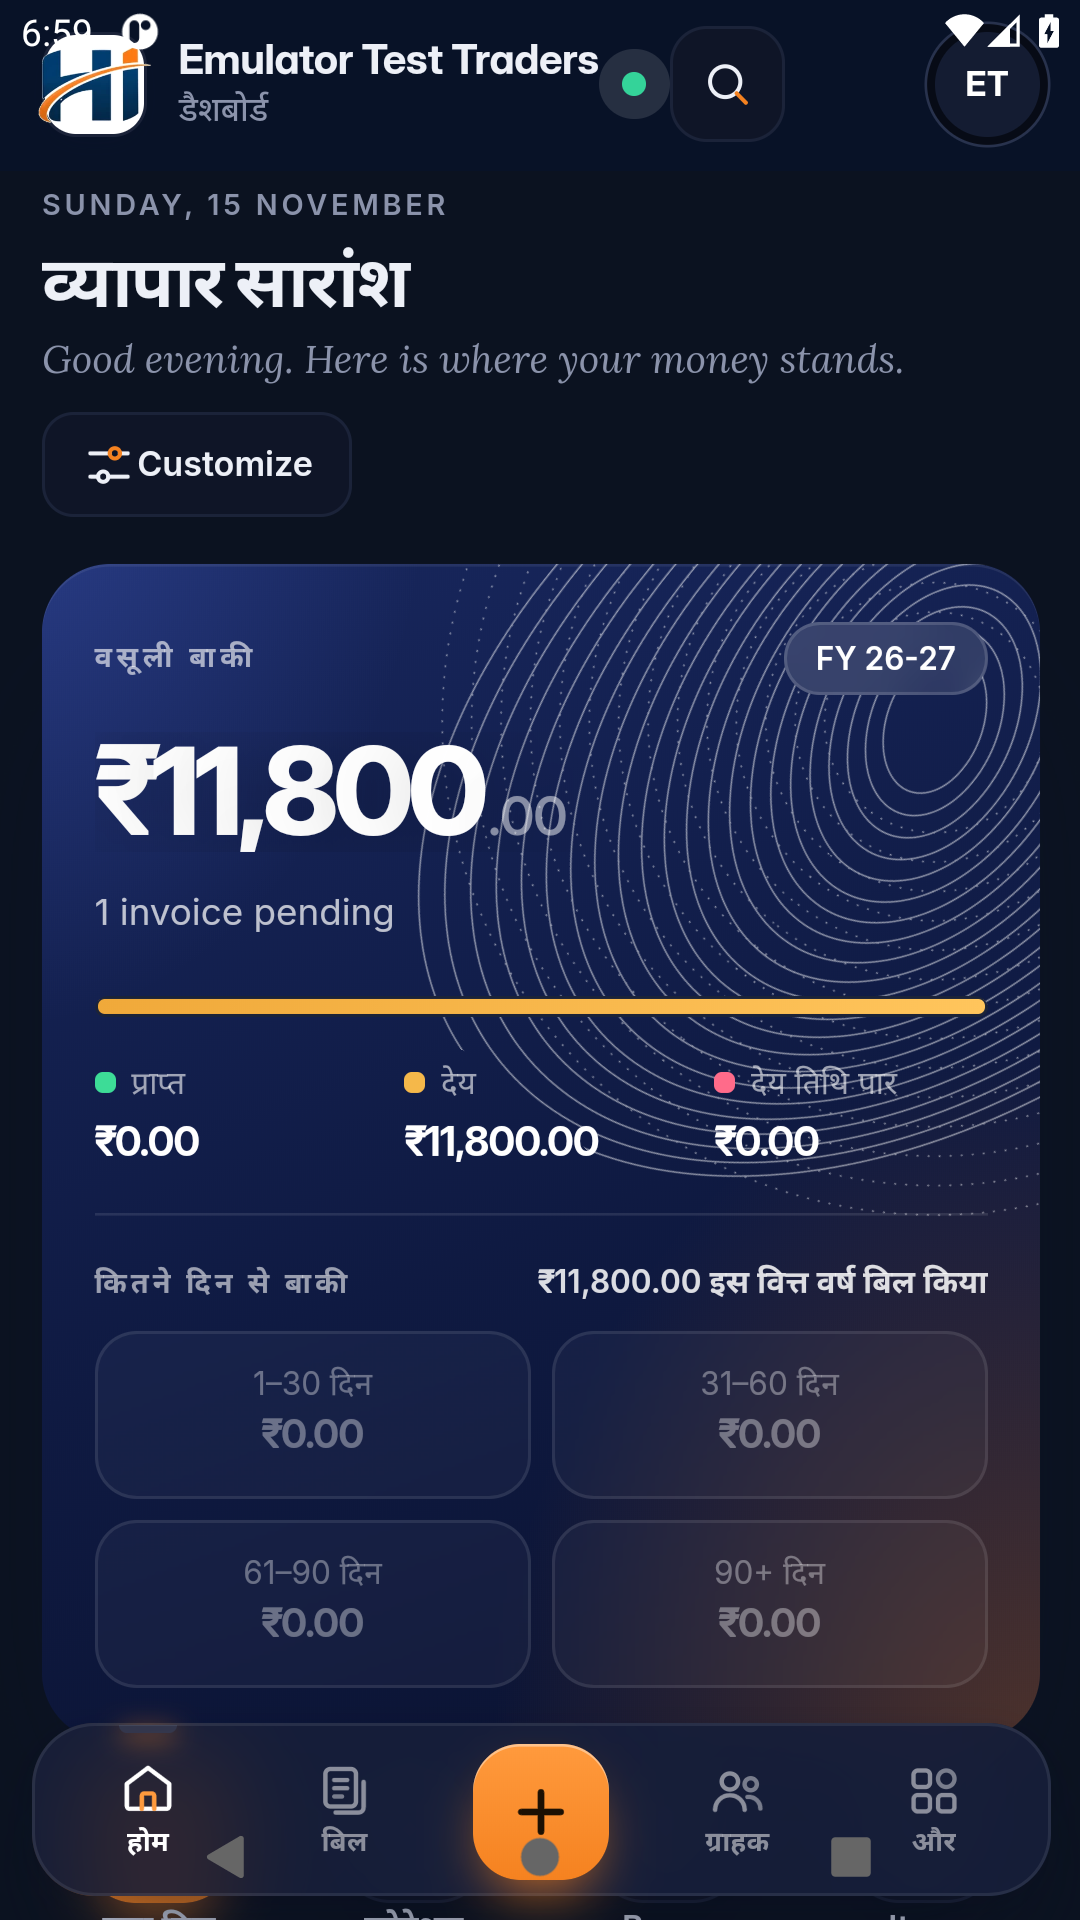 6:59
Emulator Test Traders
डैशबोर्ड
ET
SUNDAY, 15 NOVEMBER
व्यापार सारांश
Good evening. Here is where your money stands.
Customize
वसूली बाकी
FY 26-27
₹11,800.00
1 invoice pending
प्राप्त
देय
देय तिथि पार
₹0.00
₹11,800.00
₹0.00
कितने दिन से बाकी
₹11,800.00 इस वित्त वर्ष बिल किया
1–30 दिन
31–60 दिन
₹0.00
₹0.00
61–90 दिन
90+ दिन
₹0.00
₹0.00
होम
बिल
ग्राहक
और